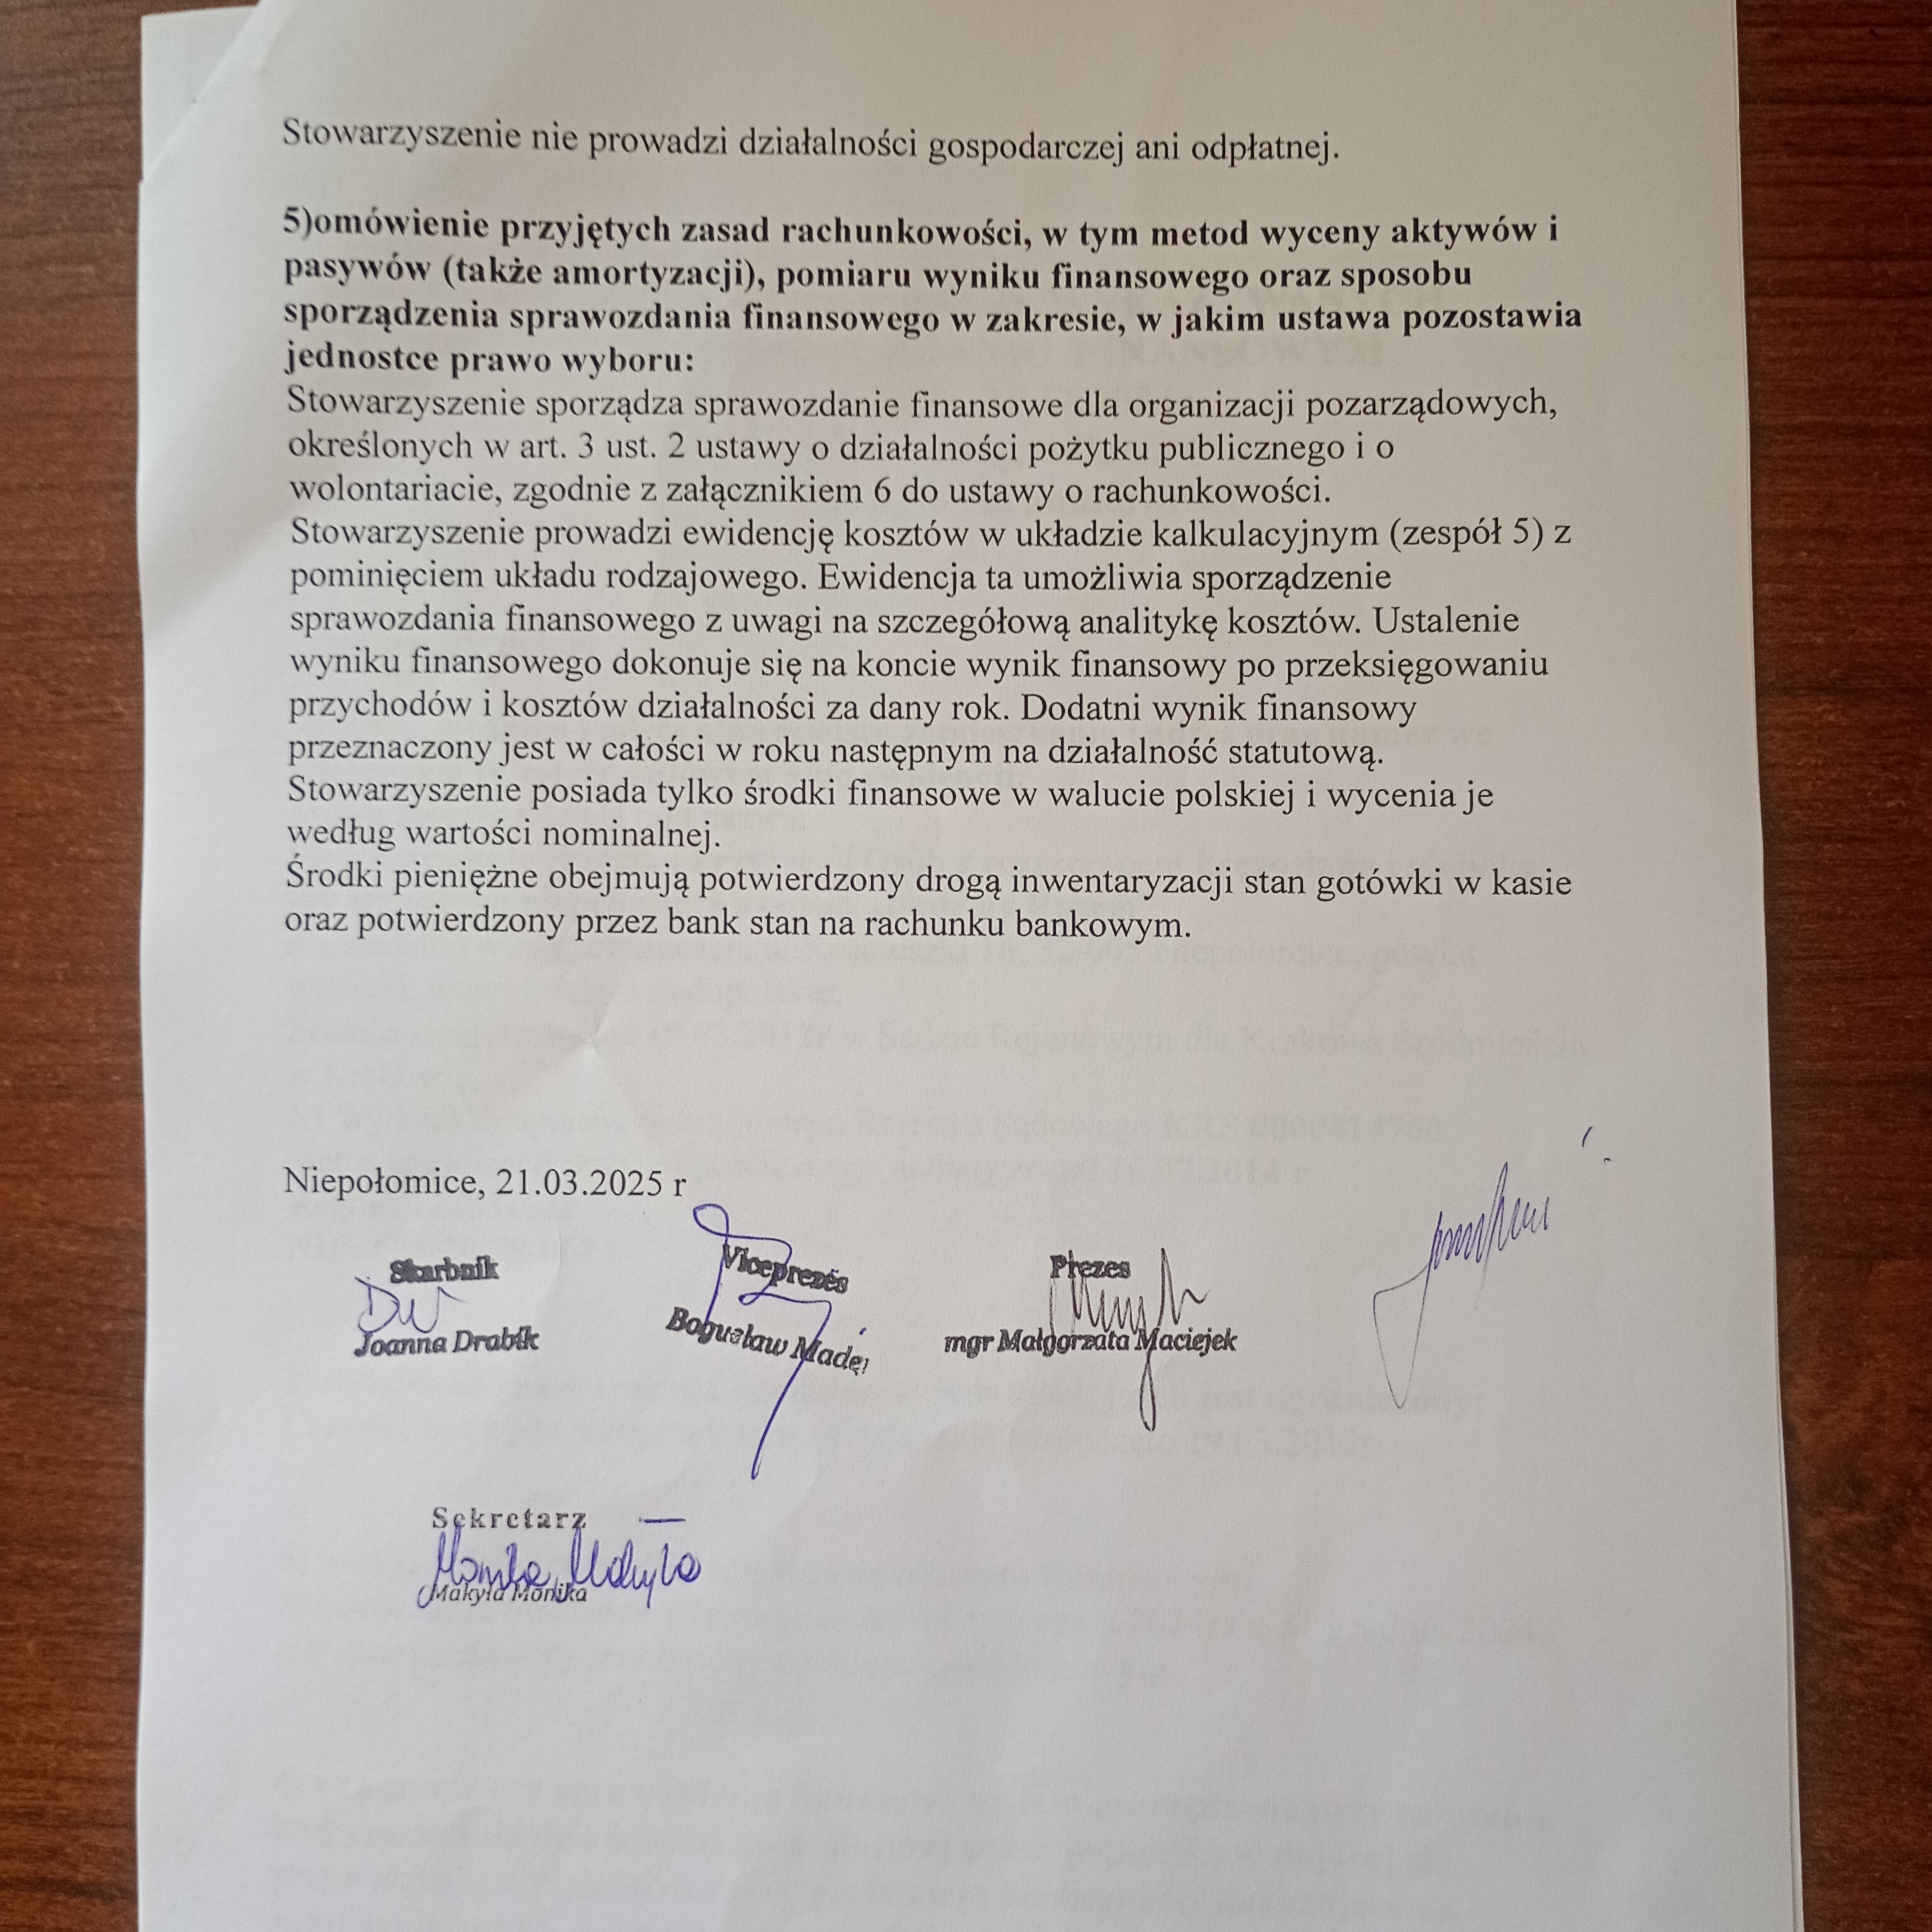 Stowarzyszenie nie prowadzi działalności gospodarczej ani odpłatnej.
5)omówienie przyjętych zasad rachunkowości, w tym metod wyceny aktywów i
pasywów (także amortyzacji), pomiaru wyniku finansowego oraz sposobu
sporządzenia sprawozdania finansowego w zakresie, w jakim ustawa pozostawia
jednostce prawo wyboru:
Stowarzyszenie sporządza sprawozdanie finansowe dla organizacji pozarządowych,
określonych w art. 3 ust. 2 ustawy o działalności pożytku publicznego i o
wolontariacie, zgodnie z załącznikiem 6 do ustawy o rachunkowości.
Stowarzyszenie prowadzi ewidencję kosztów w układzie kalkulacyjnym (zespół 5) z
pominięciem układu rodzajowego. Ewidencja ta umożliwia sporządzenie
sprawozdania finansowego z uwagi na szczegółową analitykę kosztów. Ustalenie
wyniku finansowego dokonuje się na koncie wynik finansowy po przeksięgowaniu
przychodów i kosztów działalności za dany rok. Dodatni wynik finansowy
przeznaczony jest w całości w roku następnym na działalność statutową.
Stowarzyszenie posiada tylko środki finansowe w walucie polskiej i wycenia je
według wartości nominalnej.
Środki pieniężne obejmują potwierdzony drogą inwentaryzacji stan gotówki w kasie
oraz potwierdzony przez bank stan na rachunku bankowym.
Niepołomice, 21.03.2025 r
Skarbnik
Joanna Drabik
Viceprezes
Bogusław Madej
Prezes
mgr Małgorzata Maciejek
Sekretarz
Monika Makyła
Makyła Monika